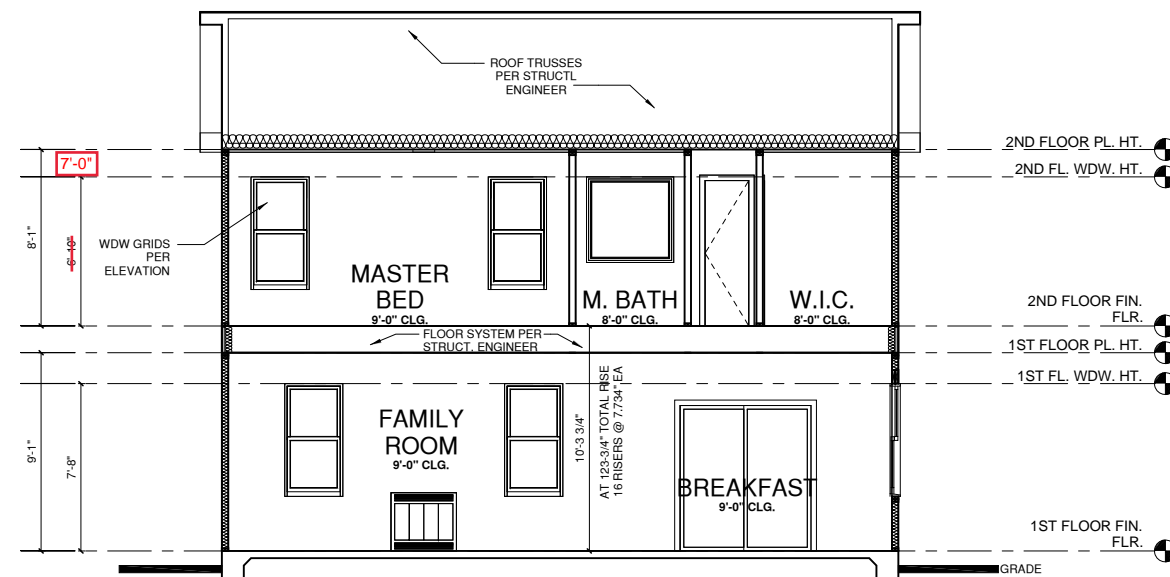 ROOF TRUSSES
PER STRUCTL
ENGINEER
2ND FLOOR PL. HT.
7'-0"
2ND FL. WDW. HT.
8'-1"
6'-10"
WDW GRIDS
PER
ELEVATION
MASTER
BED
9'-0" CLG.
M. BATH
8'-0" CLG.
W.I.C.
8'-0" CLG.
2ND FLOOR FIN.
FLR.
FLOOR SYSTEM PER
STRUCT. ENGINEER
1ST FLOOR PL. HT.
1ST FL. WDW. HT.
9'-1"
7'-8"
FAMILY
ROOM
9'-0" CLG.
10'-3 3/4"
AT 123-3/4" TOTAL RISE
16 RISERS @ 7.734" EA
BREAKFAST
9'-0" CLG.
1ST FLOOR FIN.
FLR.
GRADE